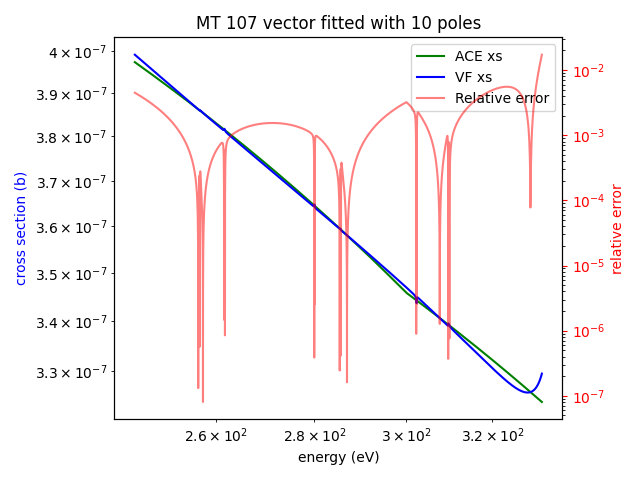 MT 107 vector fitted with 10 poles
ACE xs
VF xs
Relative error
4 × 10⁻⁷
3.9 × 10⁻⁷
3.8 × 10⁻⁷
3.7 × 10⁻⁷
3.6 × 10⁻⁷
3.5 × 10⁻⁷
3.4 × 10⁻⁷
3.3 × 10⁻⁷
cross section (b)
10⁻²
10⁻³
10⁻⁴
10⁻⁵
10⁻⁶
10⁻⁷
relative error
2.6 × 10² 2.8 × 10² 3 × 10² 3.2 × 10²
energy (eV)